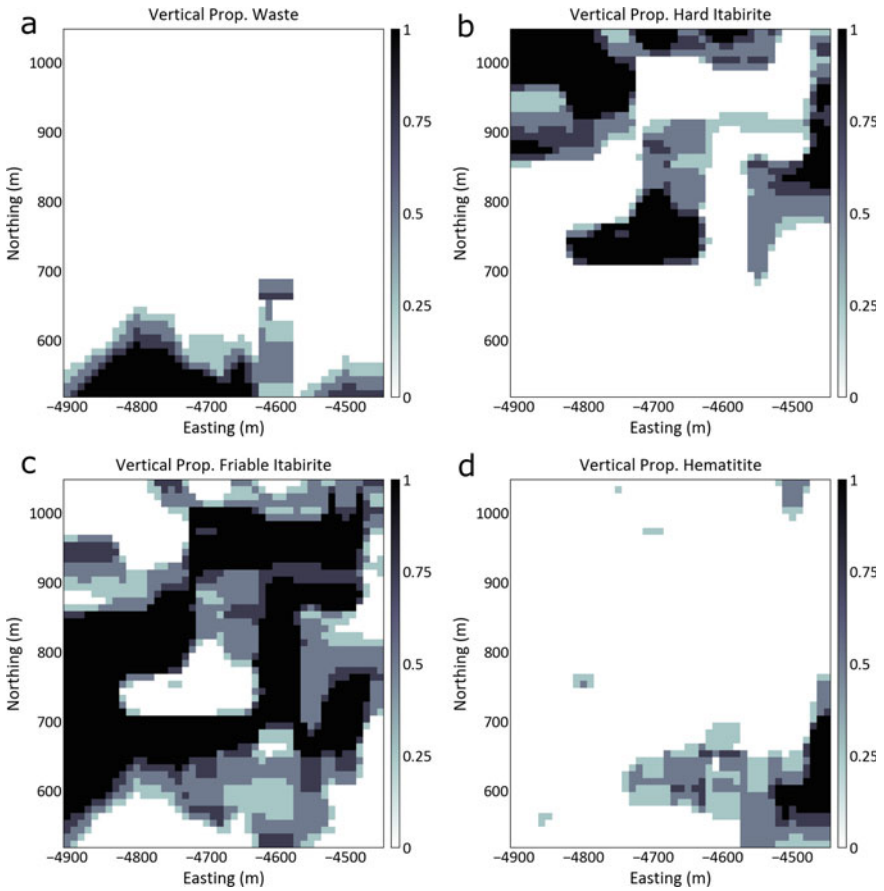 a
Vertical Prop. Waste
1
1000
900
0.75
Northing (m)
800
0.5
700
0.25
600
0
−4900 −4800 −4700 −4600 −4500
Easting (m)
b
Vertical Prop. Hard Itabirite
1
1000
900
0.75
Northing (m)
800
0.5
700
0.25
600
0
−4900 −4800 −4700 −4600 −4500
Easting (m)
c
Vertical Prop. Friable Itabirite
1
1000
900
0.75
Northing (m)
800
0.5
700
0.25
600
0
−4900 −4800 −4700 −4600 −4500
Easting (m)
d
Vertical Prop. Hematitite
1
1000
900
0.75
Northing (m)
800
0.5
700
0.25
600
0
−4900 −4800 −4700 −4600 −4500
Easting (m)